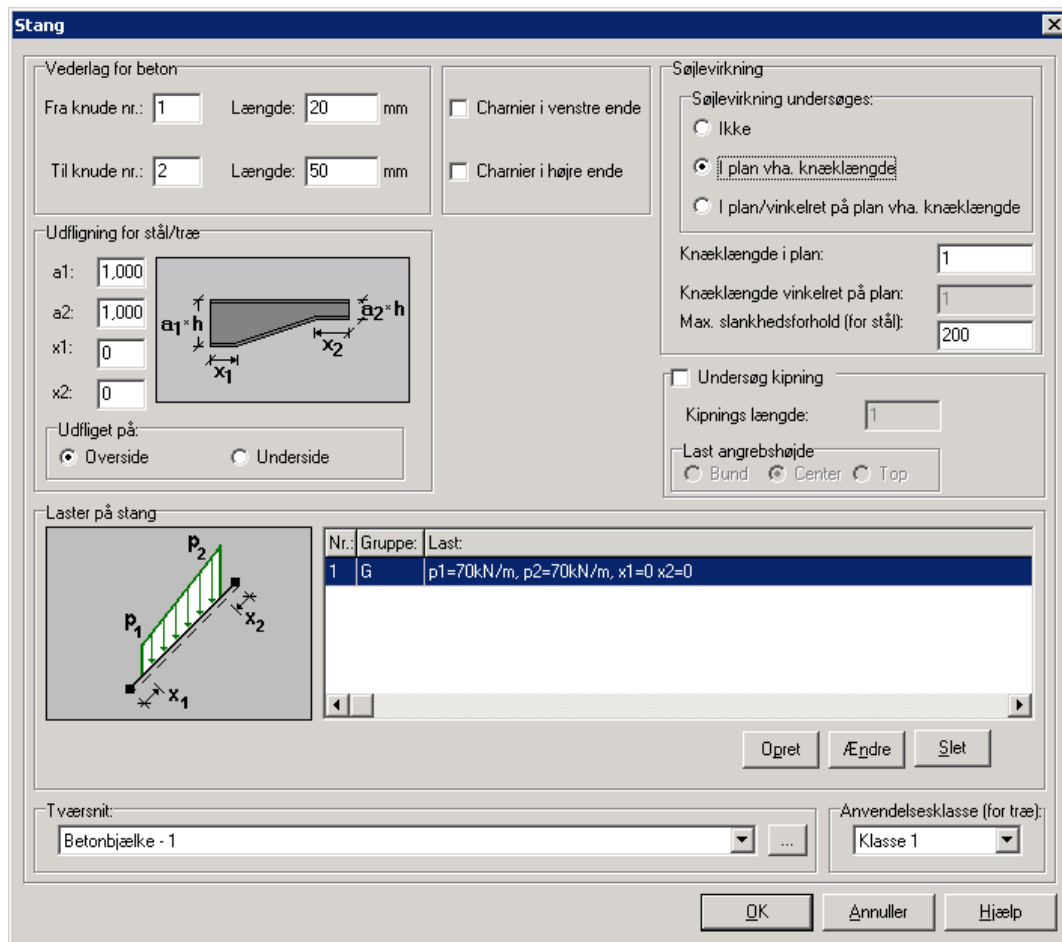 Stang
Vederlag for beton
Fra knude nr.: 1 Længde: 20 mm
Til knude nr.: 2 Længde: 50 mm
Charnier i venstre ende
Charnier i højre ende
Søjlevirkning
Søjlevirkning undersøges:
Ikke
I plan vha. knæklængde
I plan/vinkelret på plan vha. knæklængde
Knæklængde i plan: 1
Knæklængde vinkelret på plan: 1
Max. slankhedsforhold (for stål): 200
Udfligning for stål/træ
a1: 1,000
a2: 1,000
x1: 0
x2: 0
a1*h
a2*h
x1
x2
Udfliget på:
Overside Underside
Undersøg kipning
Kipnings længde: 1
Last angrebshøjde
Bund Center Top
Laster på stang
p2
p1
x2
x1
Nr.: Gruppe: Last:
1 G p1=70kN/m, p2=70kN/m, x1=0 x2=0
Opret Ændre Slet
Tværsnit:
Betonbjælke - 1
...
Anvendelsesklasse (for træ):
Klasse 1
OK Annuller Hjælp